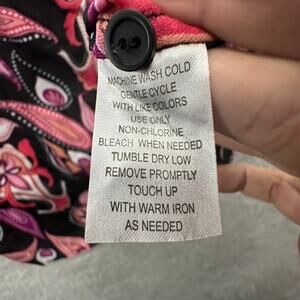 MACHINE WASH COLD
GENTLE CYCLE
WITH LIKE COLORS
USE ONLY
NON-CHLORINE
BLEACH WHEN NEEDED
TUMBLE DRY LOW
REMOVE PROMPTLY
TOUCH UP
WITH WARM IRON
AS NEEDED